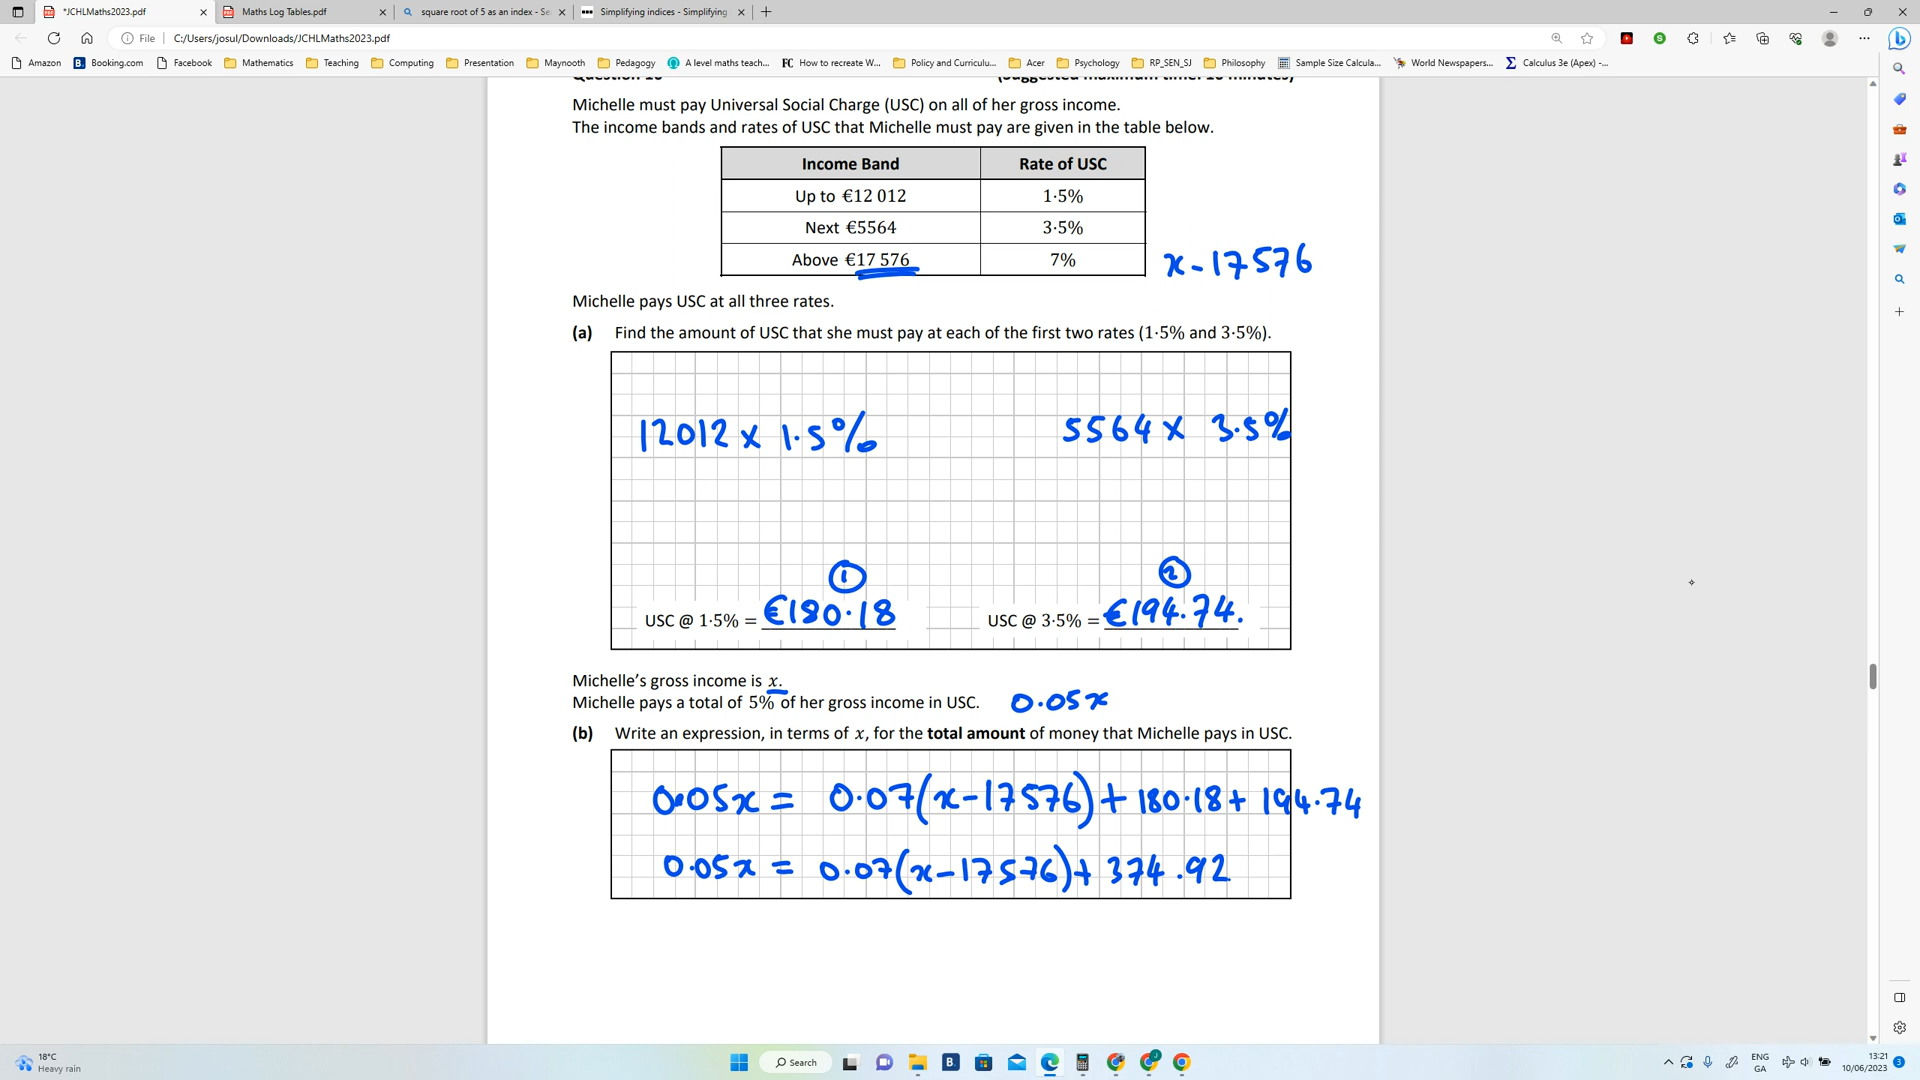 *JCHLMaths2023.pdf
Maths Log Tables.pdf
square root of 5 as an index - Se
Simplifying indices - Simplifying
File
C:/Users/josul/Downloads/JCHLMaths2023.pdf
Amazon
Booking.com
Facebook
Mathematics
Teaching
Computing
Presentation
Maynooth
Pedagogy
A level maths teach...
FC How to recreate W...
Policy and Curriculu...
Acer
Psychology
RP_SEN_SJ
Philosophy
Sample Size Calcula...
World Newspapers...
Calculus 3e (Apex) -...
Michelle must pay Universal Social Charge (USC) on all of her gross income.
The income bands and rates of USC that Michelle must pay are given in the table below.
Income Band Rate of USC
Up to €12 012 1·5%
Next €5564 3·5%
Above €17 576 7% x - 17576
Michelle pays USC at all three rates.
(a) Find the amount of USC that she must pay at each of the first two rates (1·5% and 3·5%).
12012 x 1.5% 5564 x 3.5%
1 2
USC @ 1·5% = €180.18 USC @ 3·5% = €194.74.
Michelle's gross income is x.
Michelle pays a total of 5% of her gross income in USC. 0.05x
(b) Write an expression, in terms of x, for the total amount of money that Michelle pays in USC.
0.05x = 0.07(x-17576) + 180.18 + 194.74
0.05x = 0.07(x-17576) + 374.92
18°C
Heavy rain
Search
ENG
GA
13:21
10/06/2023
3